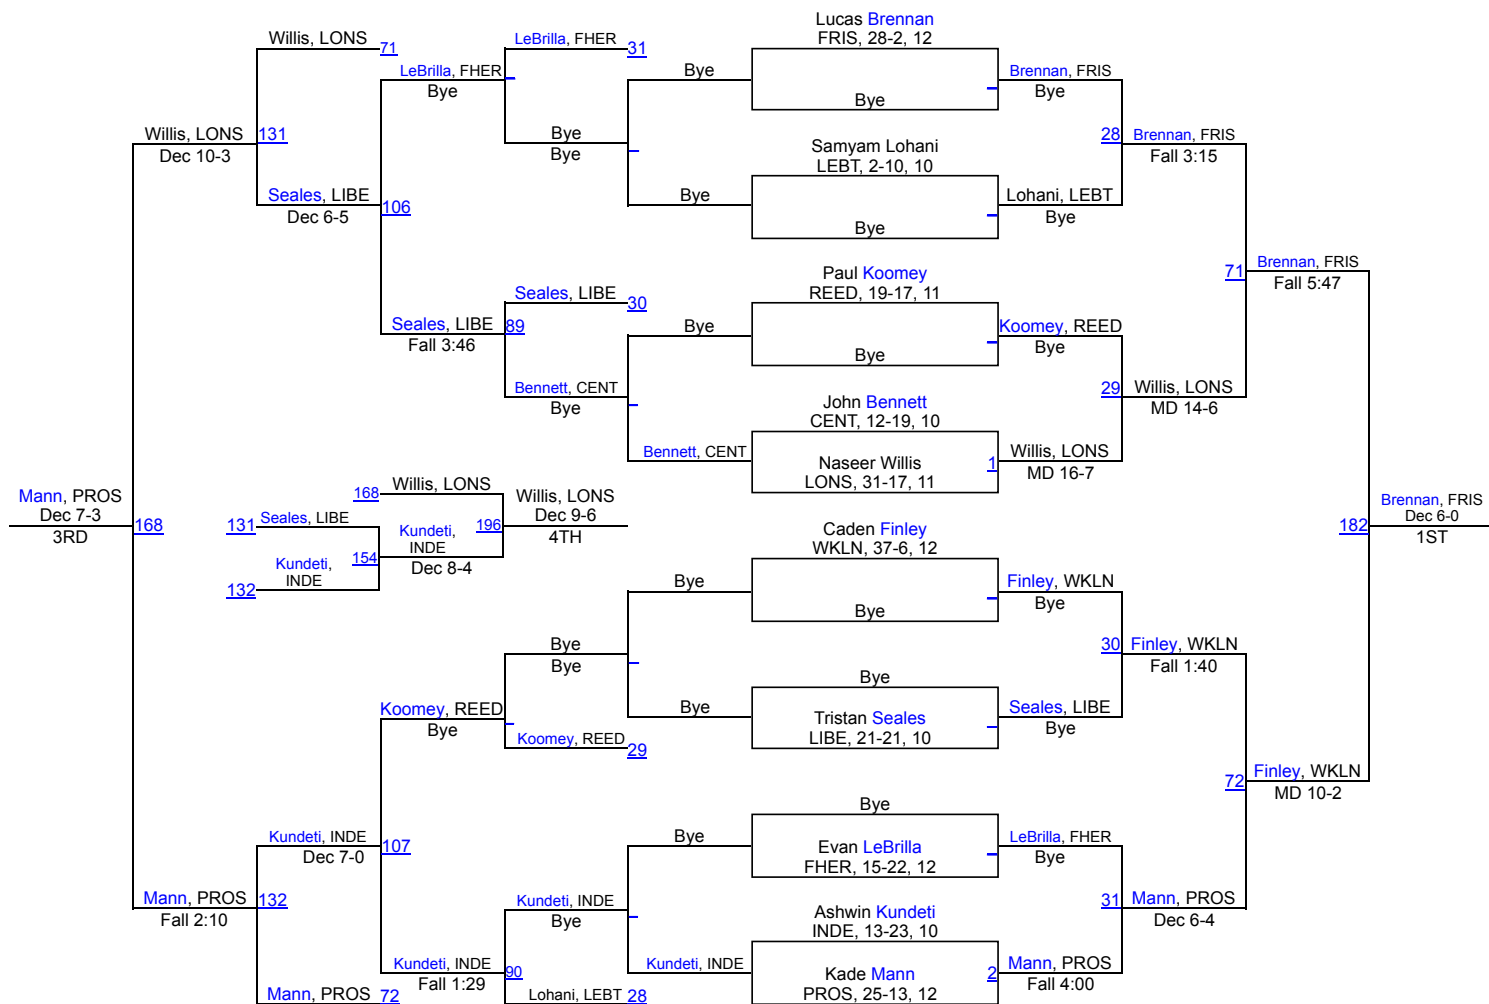 Willis, LONS
71
LeBrilla, FHER
31
LeBrilla, FHER
Bye
Bye
Bye
Bye
Willis, LONS
Dec 10-3
131
Seales, LIBE
Dec 6-5
106
Bye
Seales, LIBE
30
Seales, LIBE
Fall 3:46
89
Bennett, CENT
Bye
Bye
Bennett, CENT
Lucas Brennan
FRIS, 28-2, 12
Bye
Brennan, FRIS
Bye
Samyam Lohani
LEBT, 2-10, 10
Bye
Lohani, LEBT
Bye
28
Brennan, FRIS
Fall 3:15
Paul Koomey
REED, 19-17, 11
Bye
Koomey, REED
Bye
John Bennett
CENT, 12-19, 10
Naseer Willis
LONS, 31-17, 11
1
Willis, LONS
MD 16-7
29
Willis, LONS
MD 14-6
71
Brennan, FRIS
Fall 5:47
Mann, PROS
Dec 7-3
3RD
168
168
Willis, LONS
131
Seales, LIBE
Kundeti,
INDE
132
154
Kundeti,
INDE
Dec 8-4
196
Willis, LONS
Dec 9-6
4TH
182
Brennan, FRIS
Dec 6-0
1ST
Caden Finley
WKLN, 37-6, 12
Bye
Finley, WKLN
Bye
Bye
Tristan Seales
LIBE, 21-21, 10
Seales, LIBE
Bye
30
Finley, WKLN
Fall 1:40
Bye
Bye
Bye
Bye
Koomey, REED
Bye
Koomey, REED
29
72
Finley, WKLN
MD 10-2
Bye
Evan LeBrilla
FHER, 15-22, 12
LeBrilla, FHER
Bye
Ashwin Kundeti
INDE, 13-23, 10
Kade Mann
PROS, 25-13, 12
2
Mann, PROS
Fall 4:00
31
Mann, PROS
Dec 6-4
Kundeti, INDE
Dec 7-0
107
Bye
Kundeti, INDE
Bye
Kundeti, INDE
Mann, PROS
Fall 2:10
132
Kundeti, INDE
Fall 1:29
90
Mann, PROS
72
Lohani, LEBT
28